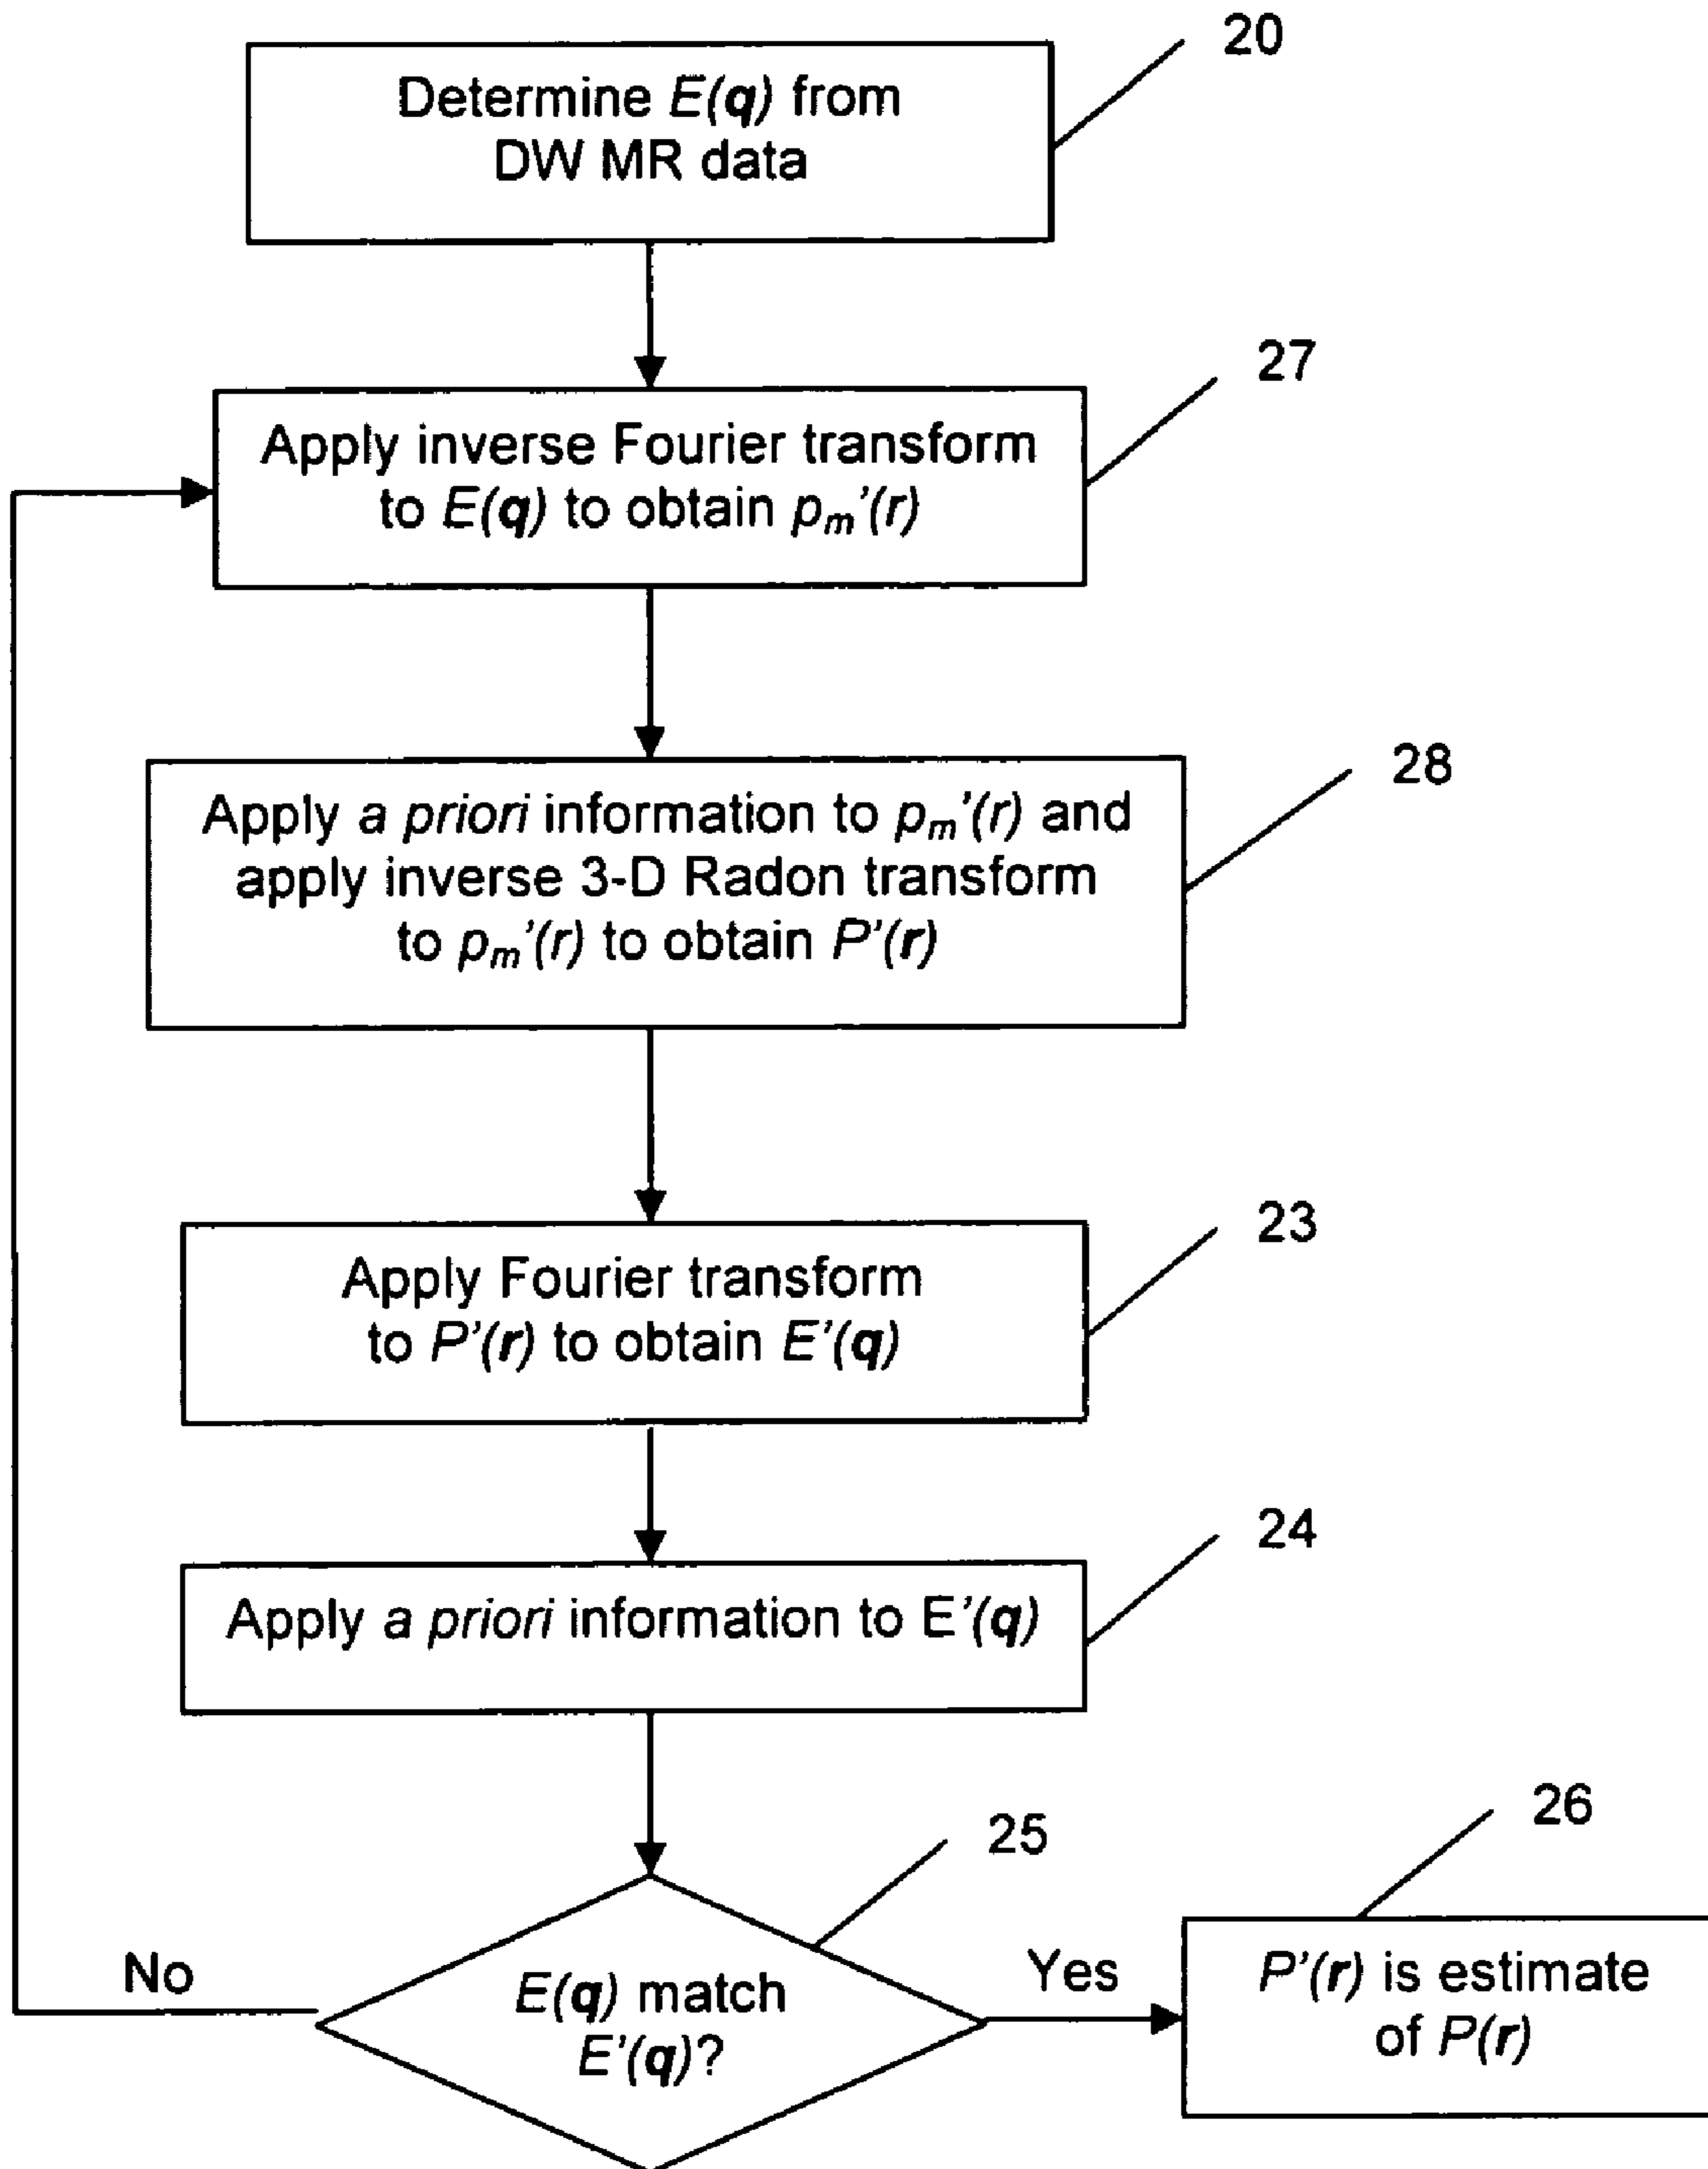 20
Determine E(q) from
DW MR data
27
Apply inverse Fourier transform
to E(q) to obtain pm'(r)
28
Apply a priori information to pm'(r) and
apply inverse 3-D Radon transform
to pm'(r) to obtain P'(r)
23
Apply Fourier transform
to P'(r) to obtain E'(q)
24
Apply a priori information to E'(q)
25
E(q) match
E'(q)?
No
Yes
26
P'(r) is estimate
of P(r)